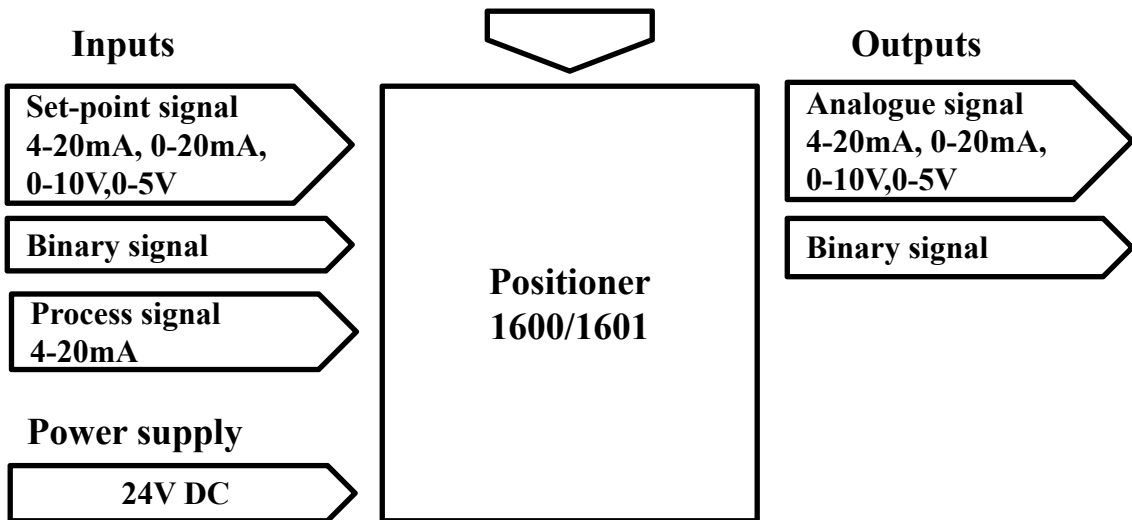 Inputs
Set-point signal
4-20mA, 0-20mA,
0-10V,0-5V
Binary signal
Process signal
4-20mA
Power supply
24V DC
Positioner
1600/1601
Outputs
Analogue signal
4-20mA, 0-20mA,
0-10V,0-5V
Binary signal